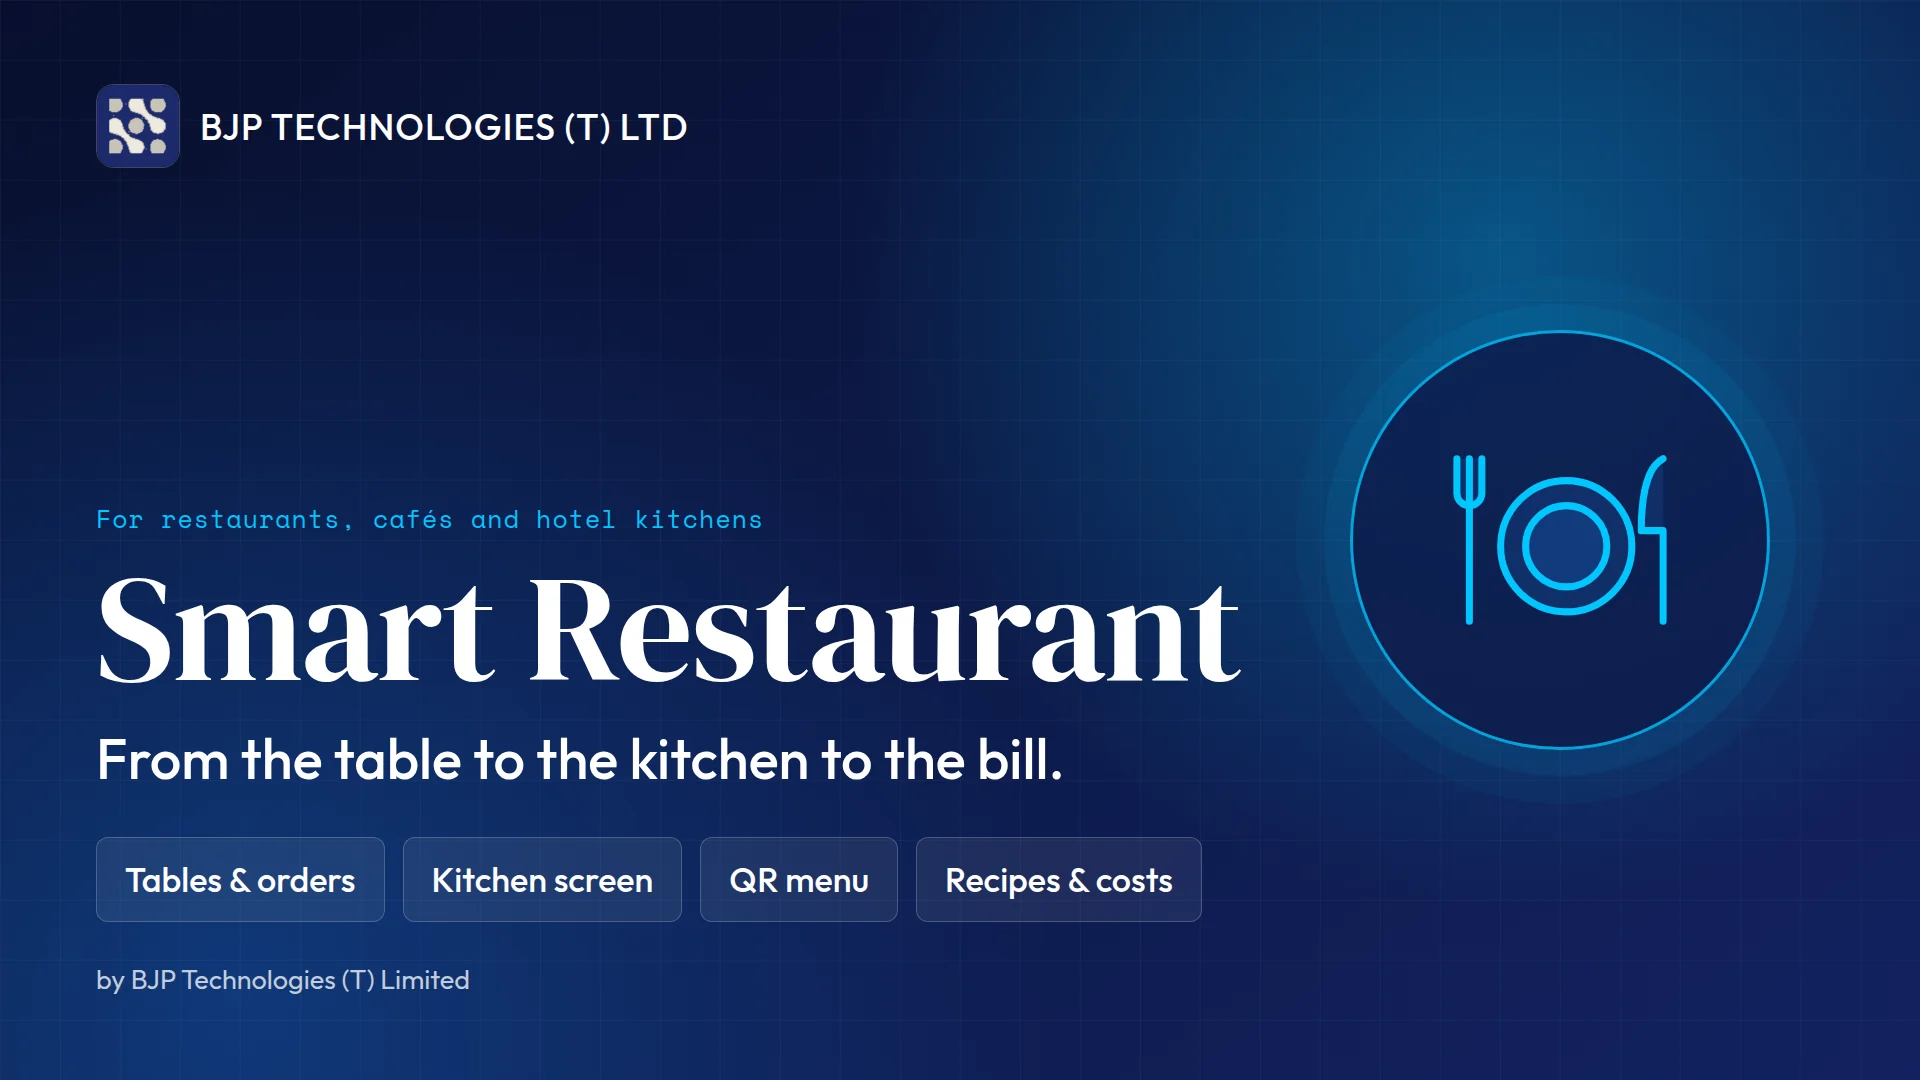 BJP TECHNOLOGIES (T) LTD
For restaurants, cafés and hotel kitchens
Smart Restaurant
From the table to the kitchen to the bill.
Tables & orders
Kitchen screen
QR menu
Recipes & costs
by BJP Technologies (T) Limited